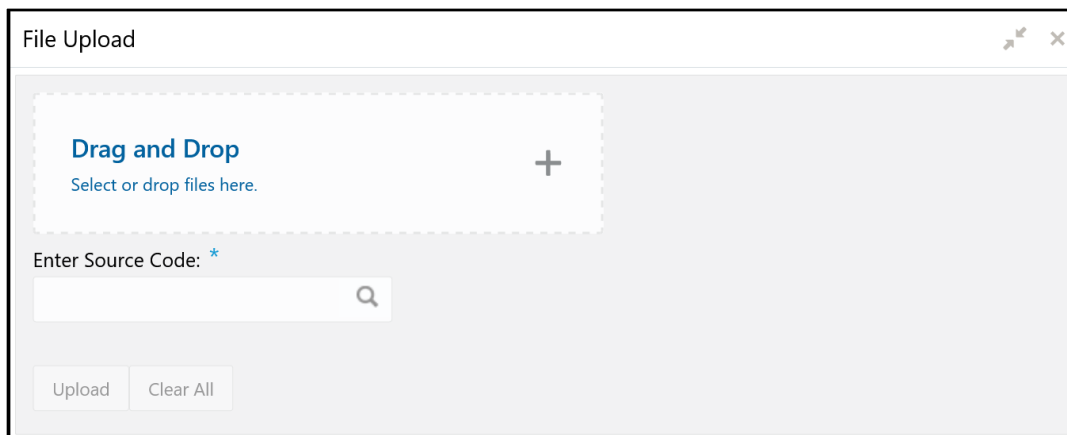 File Upload
Drag and Drop
Select or drop files here.
Enter Source Code: *
Upload
Clear All